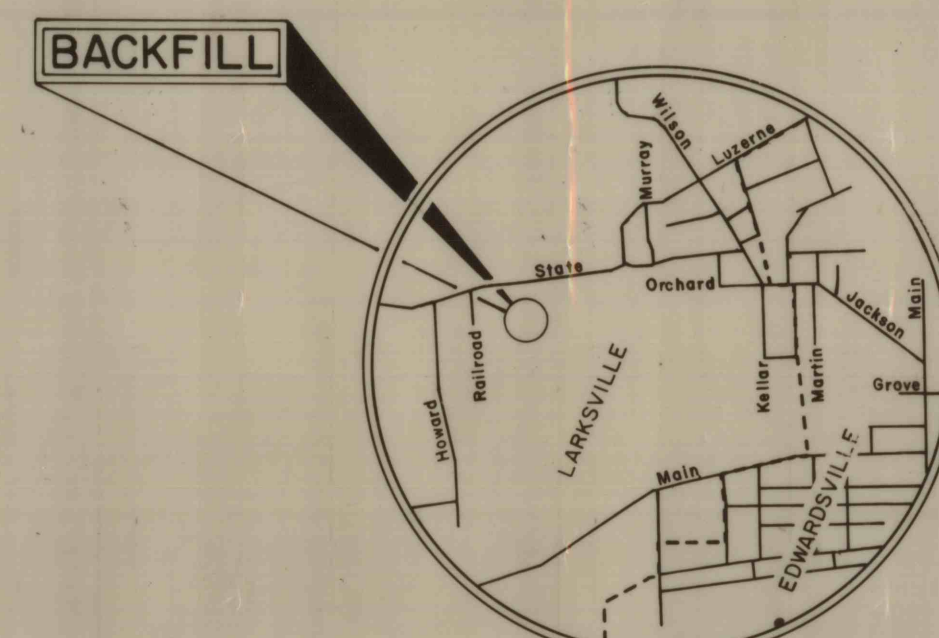 BACKFILL
Wilson
Luzerne
Murray
State
Orchard
Main
Jackson
Railroad
Kellar
Martin
Grove
Howard
LARKSVILLE
Main
EDWARDSVILLE